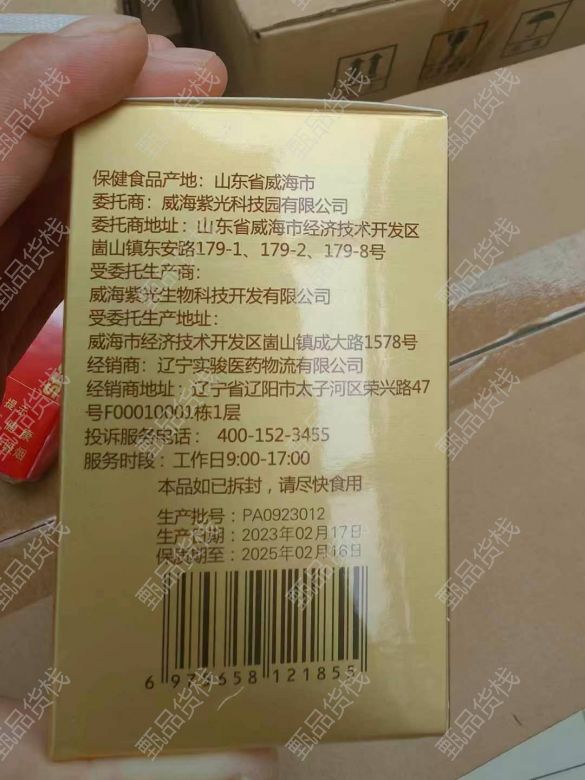 保健食品产地：山东省威海市
委托商：威海紫光科技园有限公司
委托商地址：山东省威海市经济技术开发区
崮山镇东安路179-1、179-2、179-8号
受委托生产商：
威海紫光生物科技开发有限公司
受委托生产地址：
威海市经济技术开发区崮山镇成大路1578号
经销商：辽宁实骏医药物流有限公司
经销商地址：辽宁省辽阳市太子河区荣兴路47
号F00010001栋1层
投诉服务电话：400-152-3455
服务时段：工作日9:00-17:00
本品如已拆封，请尽快食用
生产批号：PA0923012
生产日期：2023年02月17日
保质期至：2025年02月16日
121855
甄品货栈